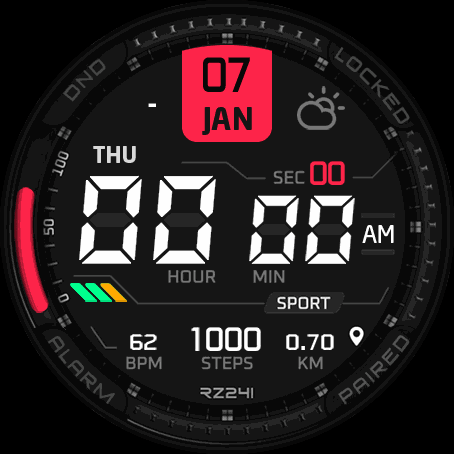 DND
LOCKED
07
JAN
-
THU
SEC 00
100
50
0
00 00 AM
HOUR MIN
SPORT
62 1000 0.70
BPM STEPS KM
ALARM
PAIRED
RZ241